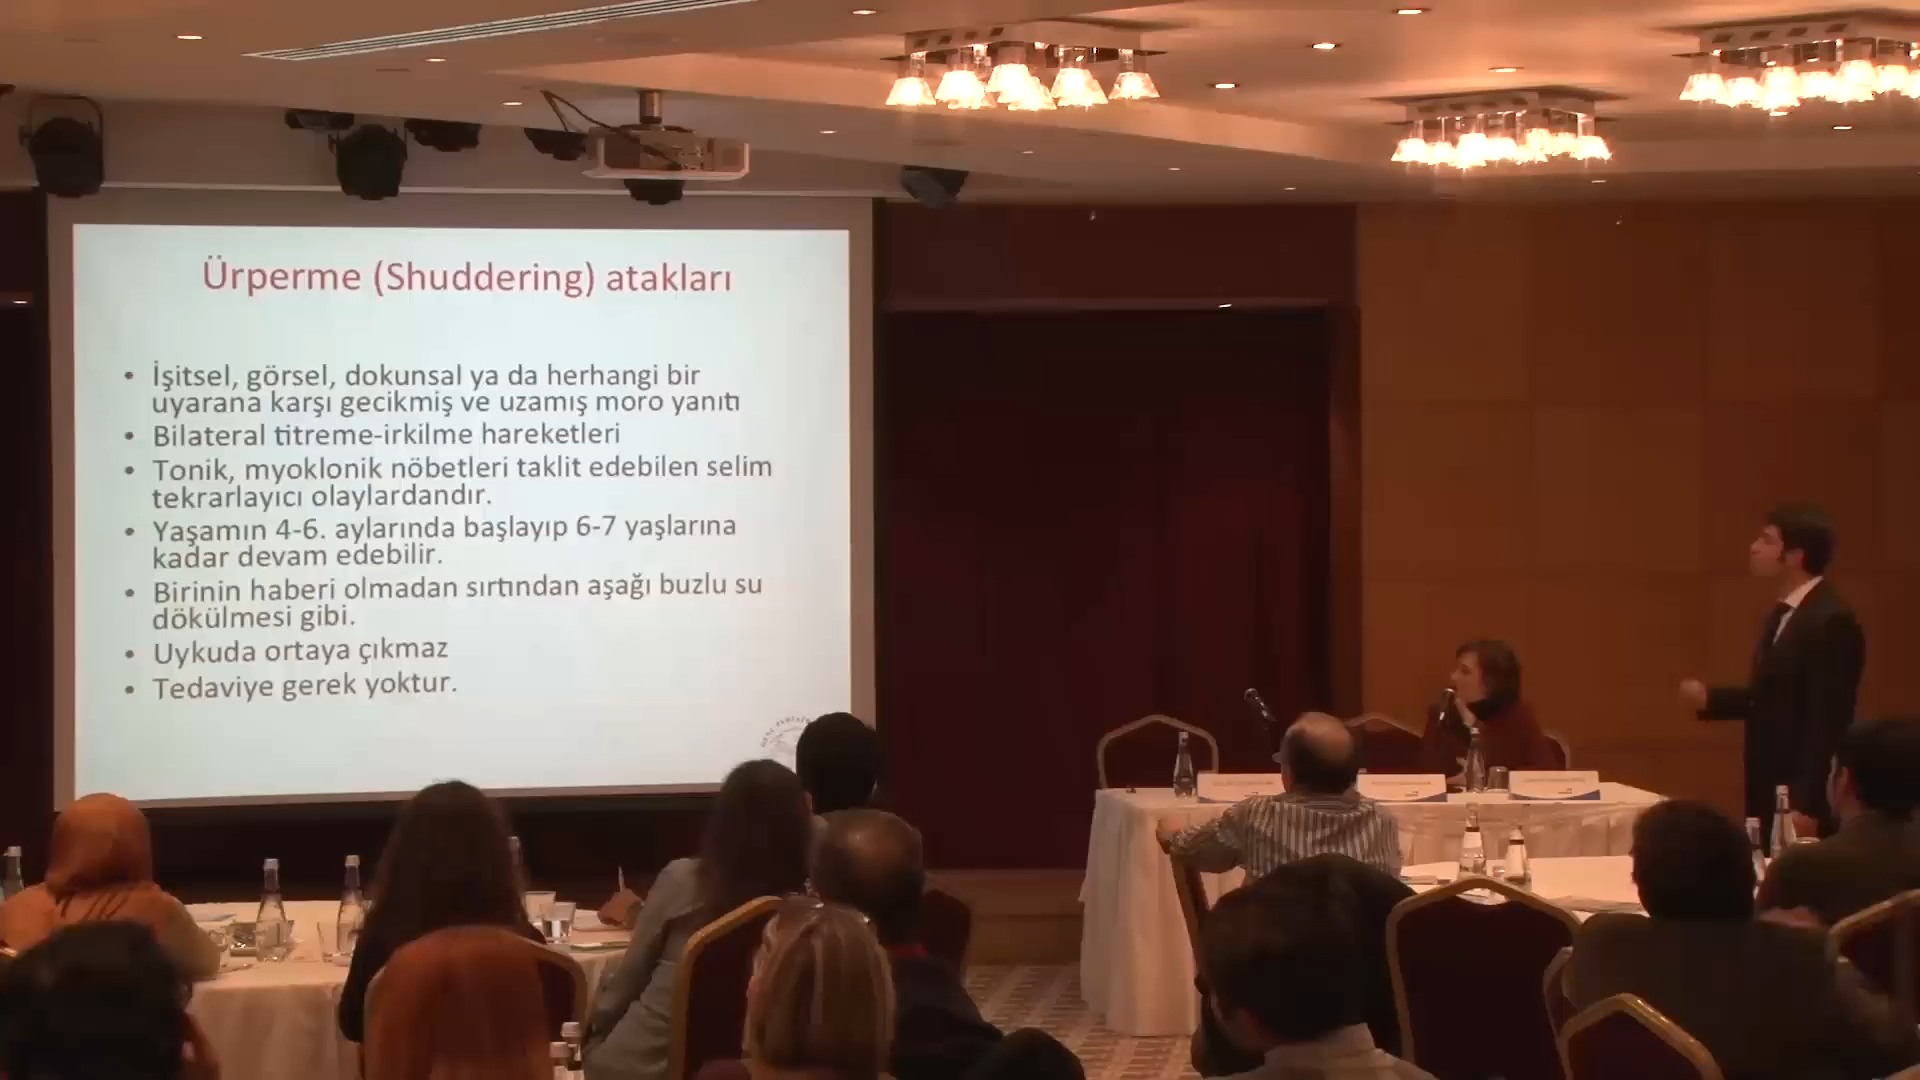 Ürperme (Shuddering) atakları
• İşitsel, görsel, dokunsal ya da herhangi bir
uyarana karşı gecikmiş ve uzamış moro yanıtı
• Bilateral titreme-irkilme hareketleri
• Tonik, myoklonik nöbetleri taklit edebilen selim
tekrarlayıcı olaylardandır.
• Yaşamın 4-6. aylarında başlayıp 6-7 yaşlarına
kadar devam edebilir.
• Birinin haberi olmadan sırtından aşağı buzlu su
dökülmesi gibi.
• Uykuda ortaya çıkmaz
• Tedaviye gerek yoktur.